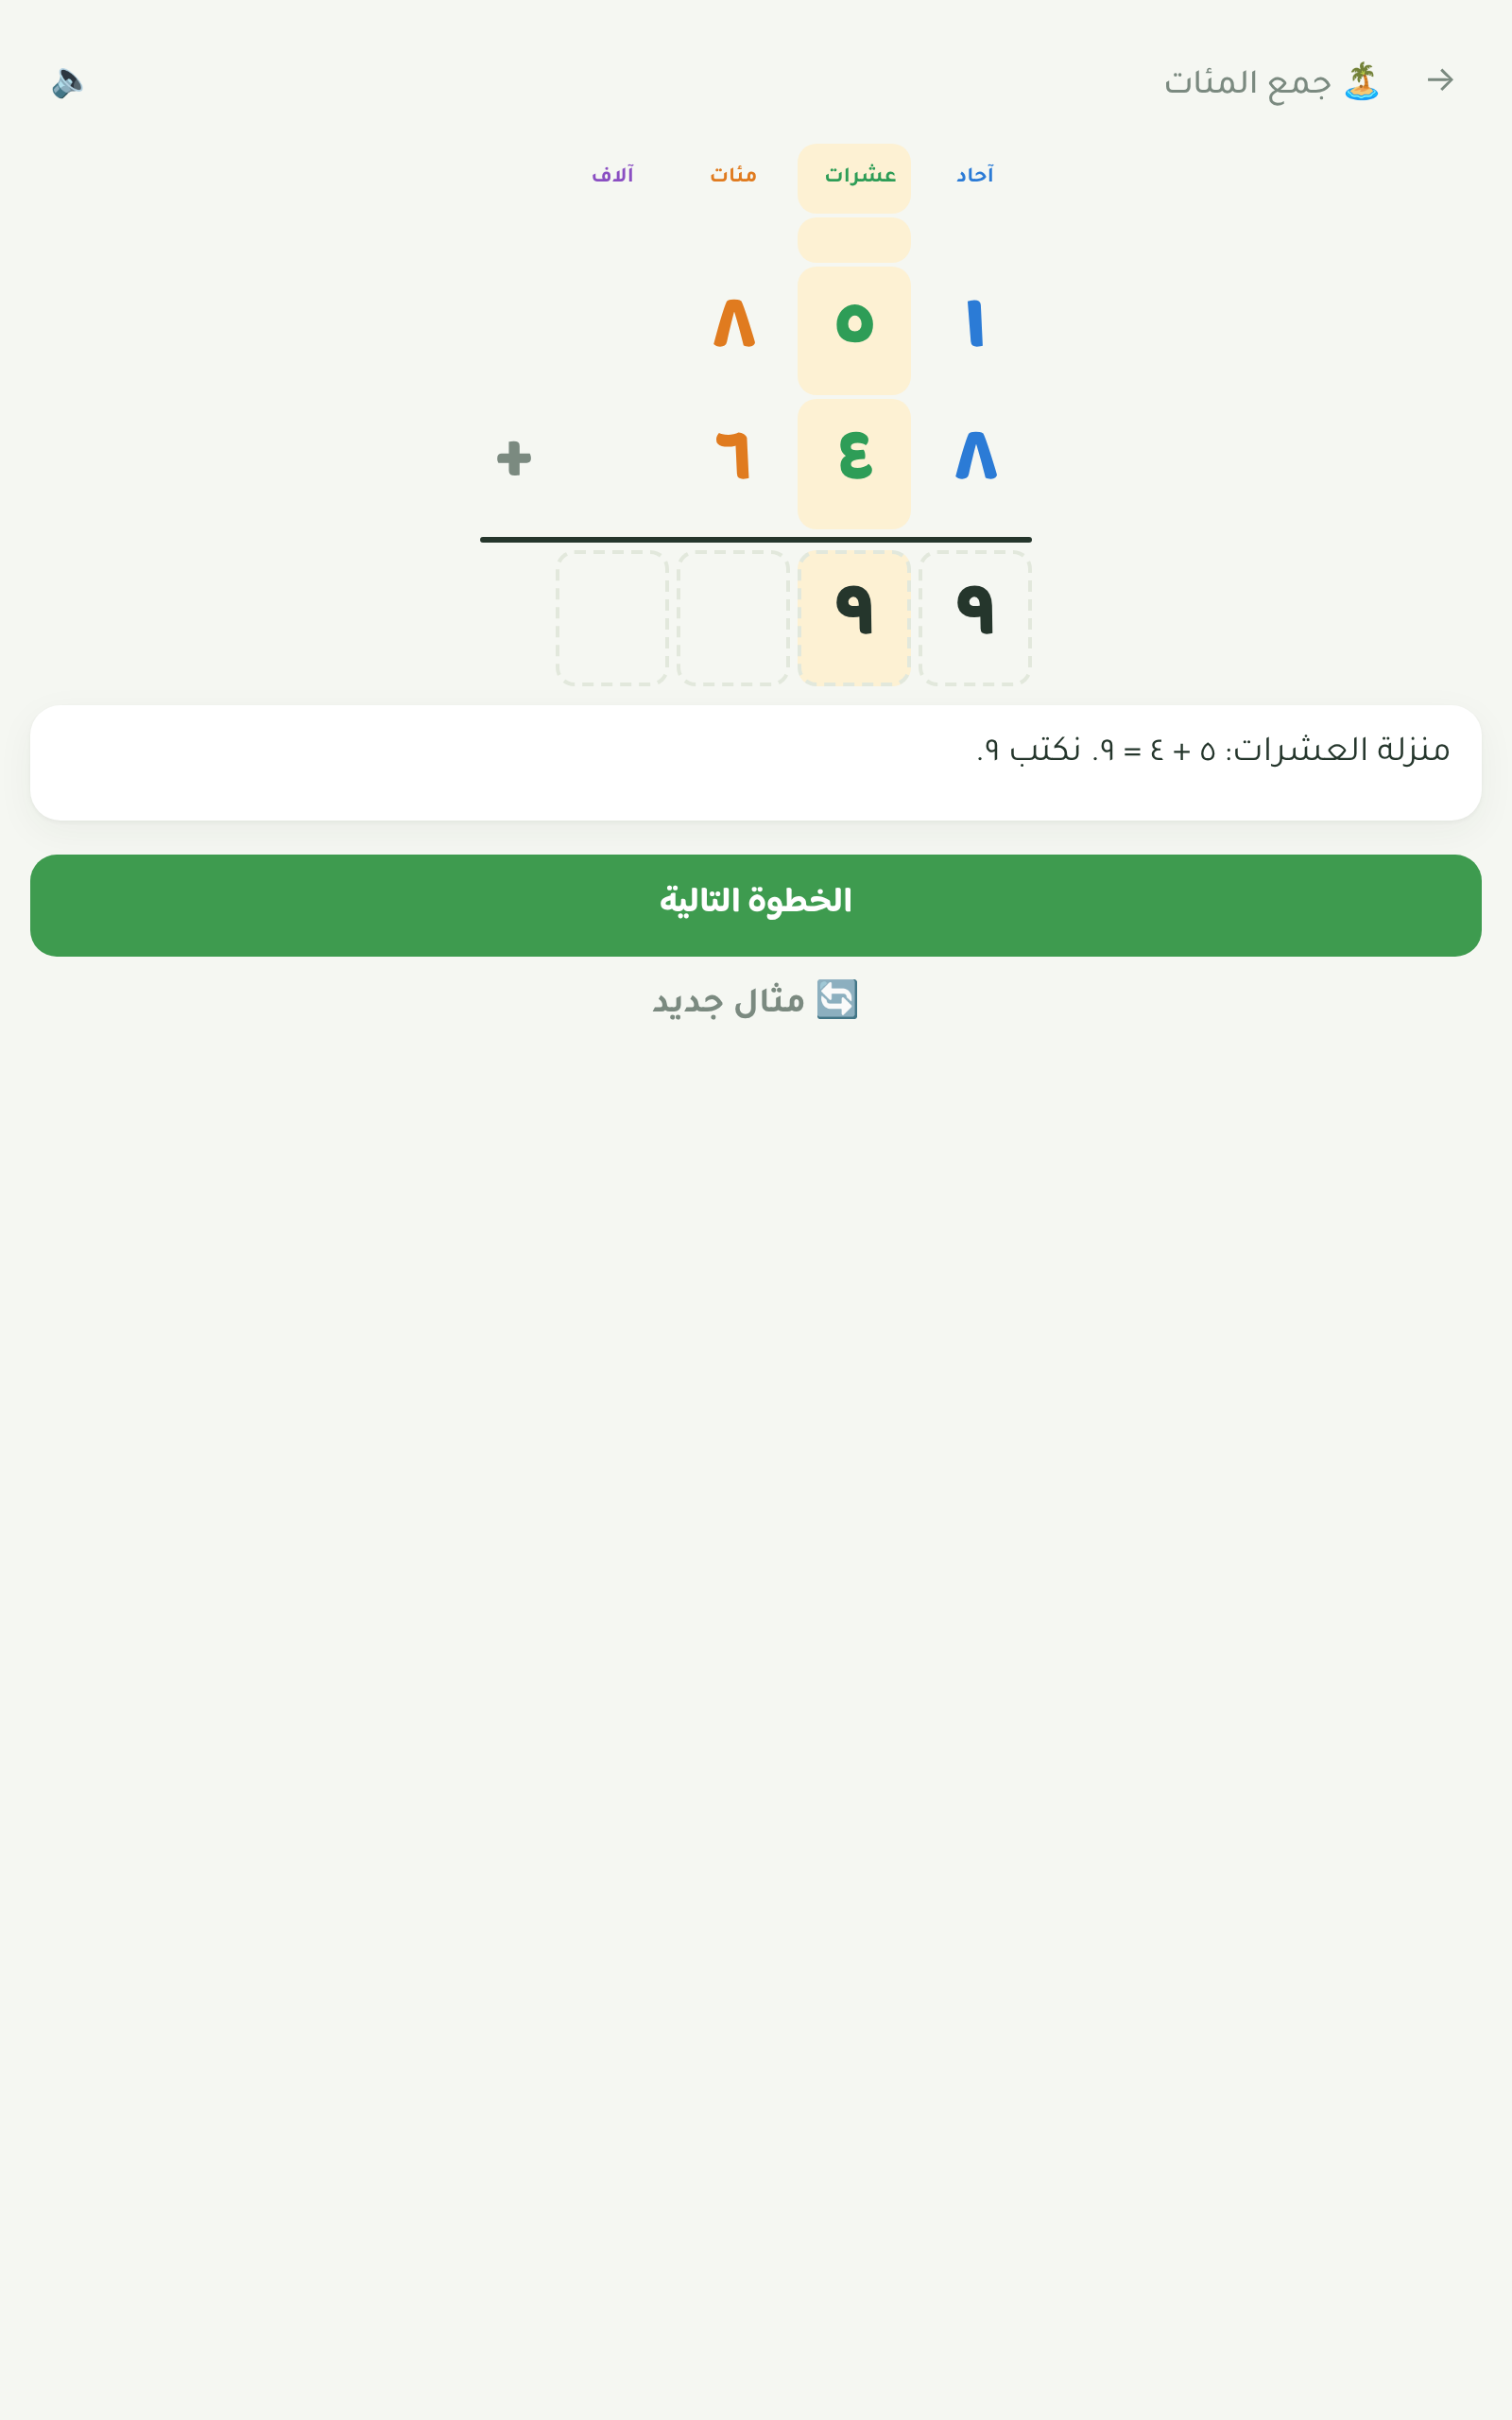 🏝️ جمع المئات
آحاد عشرات مئات آلاف
١ ٥ ٨
٨ ٤ ٦ +
٩ ٩
منزلة العشرات: ٥ + ٤ = ٩. نكتب ٩.
الخطوة التالية
🔄 مثال جديد